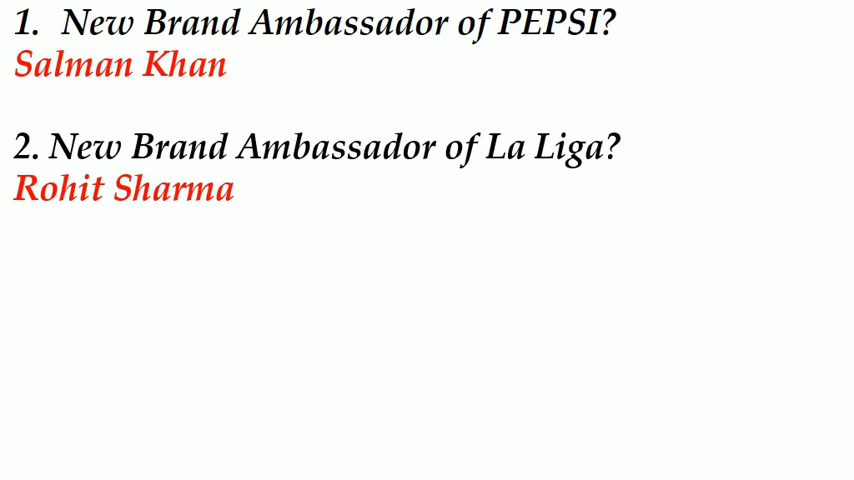 1. New Brand Ambassador of PEPSI?
Salman Khan
2. New Brand Ambassador of La Liga?
Rohit Sharma